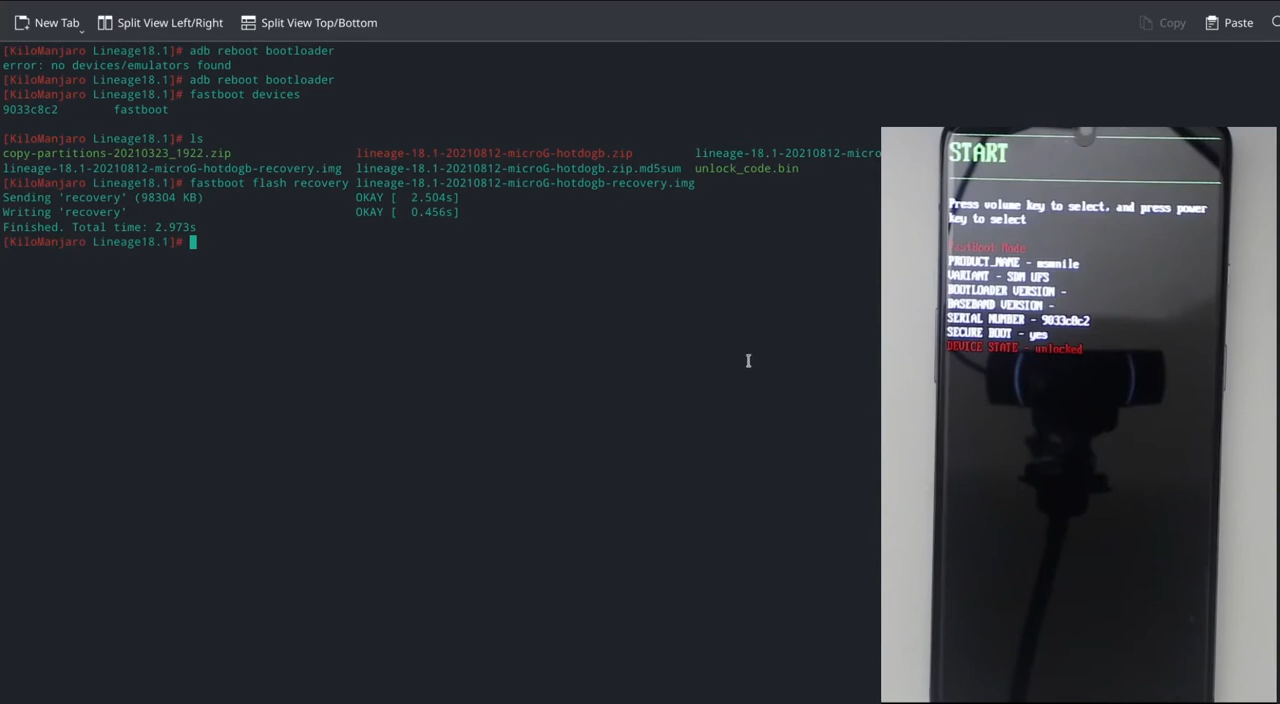 New Tab Split View Left/Right Split View Top/Bottom Copy Paste
[KiloManjaro Lineage18.1]# adb reboot bootloader
error: no devices/emulators found
[KiloManjaro Lineage18.1]# adb reboot bootloader
[KiloManjaro Lineage18.1]# fastboot devices
9033c8c2 fastboot
[KiloManjaro Lineage18.1]# ls
copy-partitions-20210323_1922.zip lineage-18.1-20210812-microG-hotdogb.zip lineage-18.1-20210812-micro
lineage-18.1-20210812-microG-hotdogb-recovery.img lineage-18.1-20210812-microG-hotdogb.zip.md5sum unlock_code.bin
[KiloManjaro Lineage18.1]# fastboot flash recovery lineage-18.1-20210812-microG-hotdogb-recovery.img
Sending 'recovery' (98304 KB) OKAY [ 2.504s]
Writing 'recovery' OKAY [ 0.456s]
Finished. Total time: 2.973s
[KiloManjaro Lineage18.1]#
START
Press volume key to select, and press power
key to select
FastBoot Mode
PRODUCT_NAME - msmnile
VARIANT - SDM UFS
BOOTLOADER VERSION -
BASEBAND VERSION -
SERIAL NUMBER - 9033c8c2
SECURE BOOT - yes
DEVICE STATE - unlocked